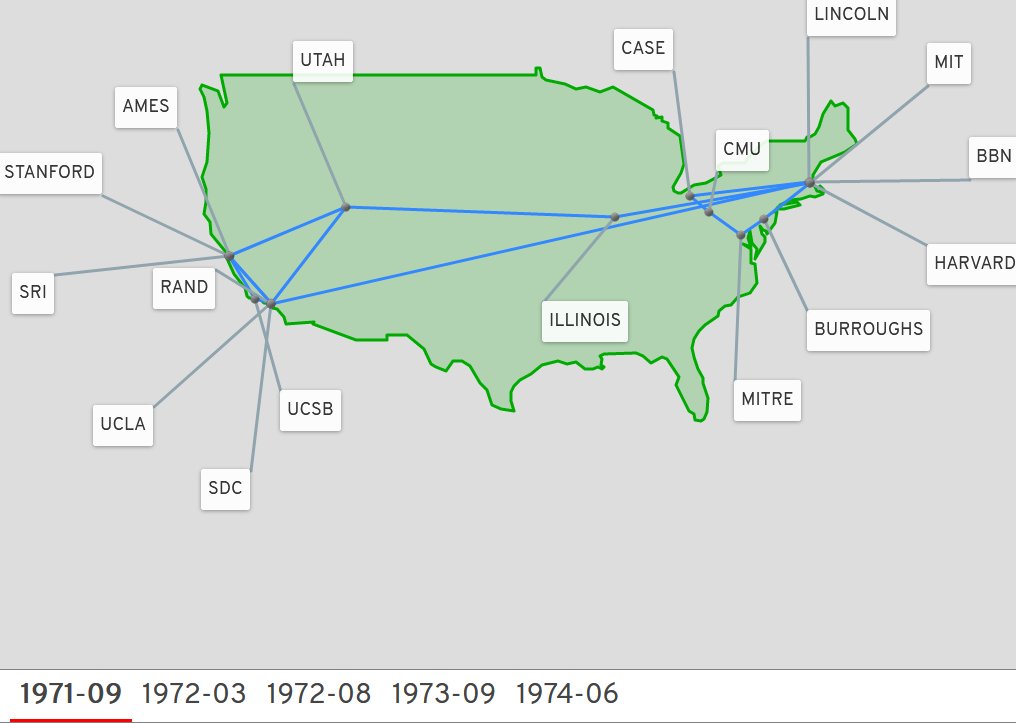 LINCOLN
CASE
UTAH
MIT
AMES
CMU
BBN
STANFORD
HARVARD
SRI
RAND
ILLINOIS
BURROUGHS
MITRE
UCSB
UCLA
SDC
1971-09 1972-03 1972-08 1973-09 1974-06